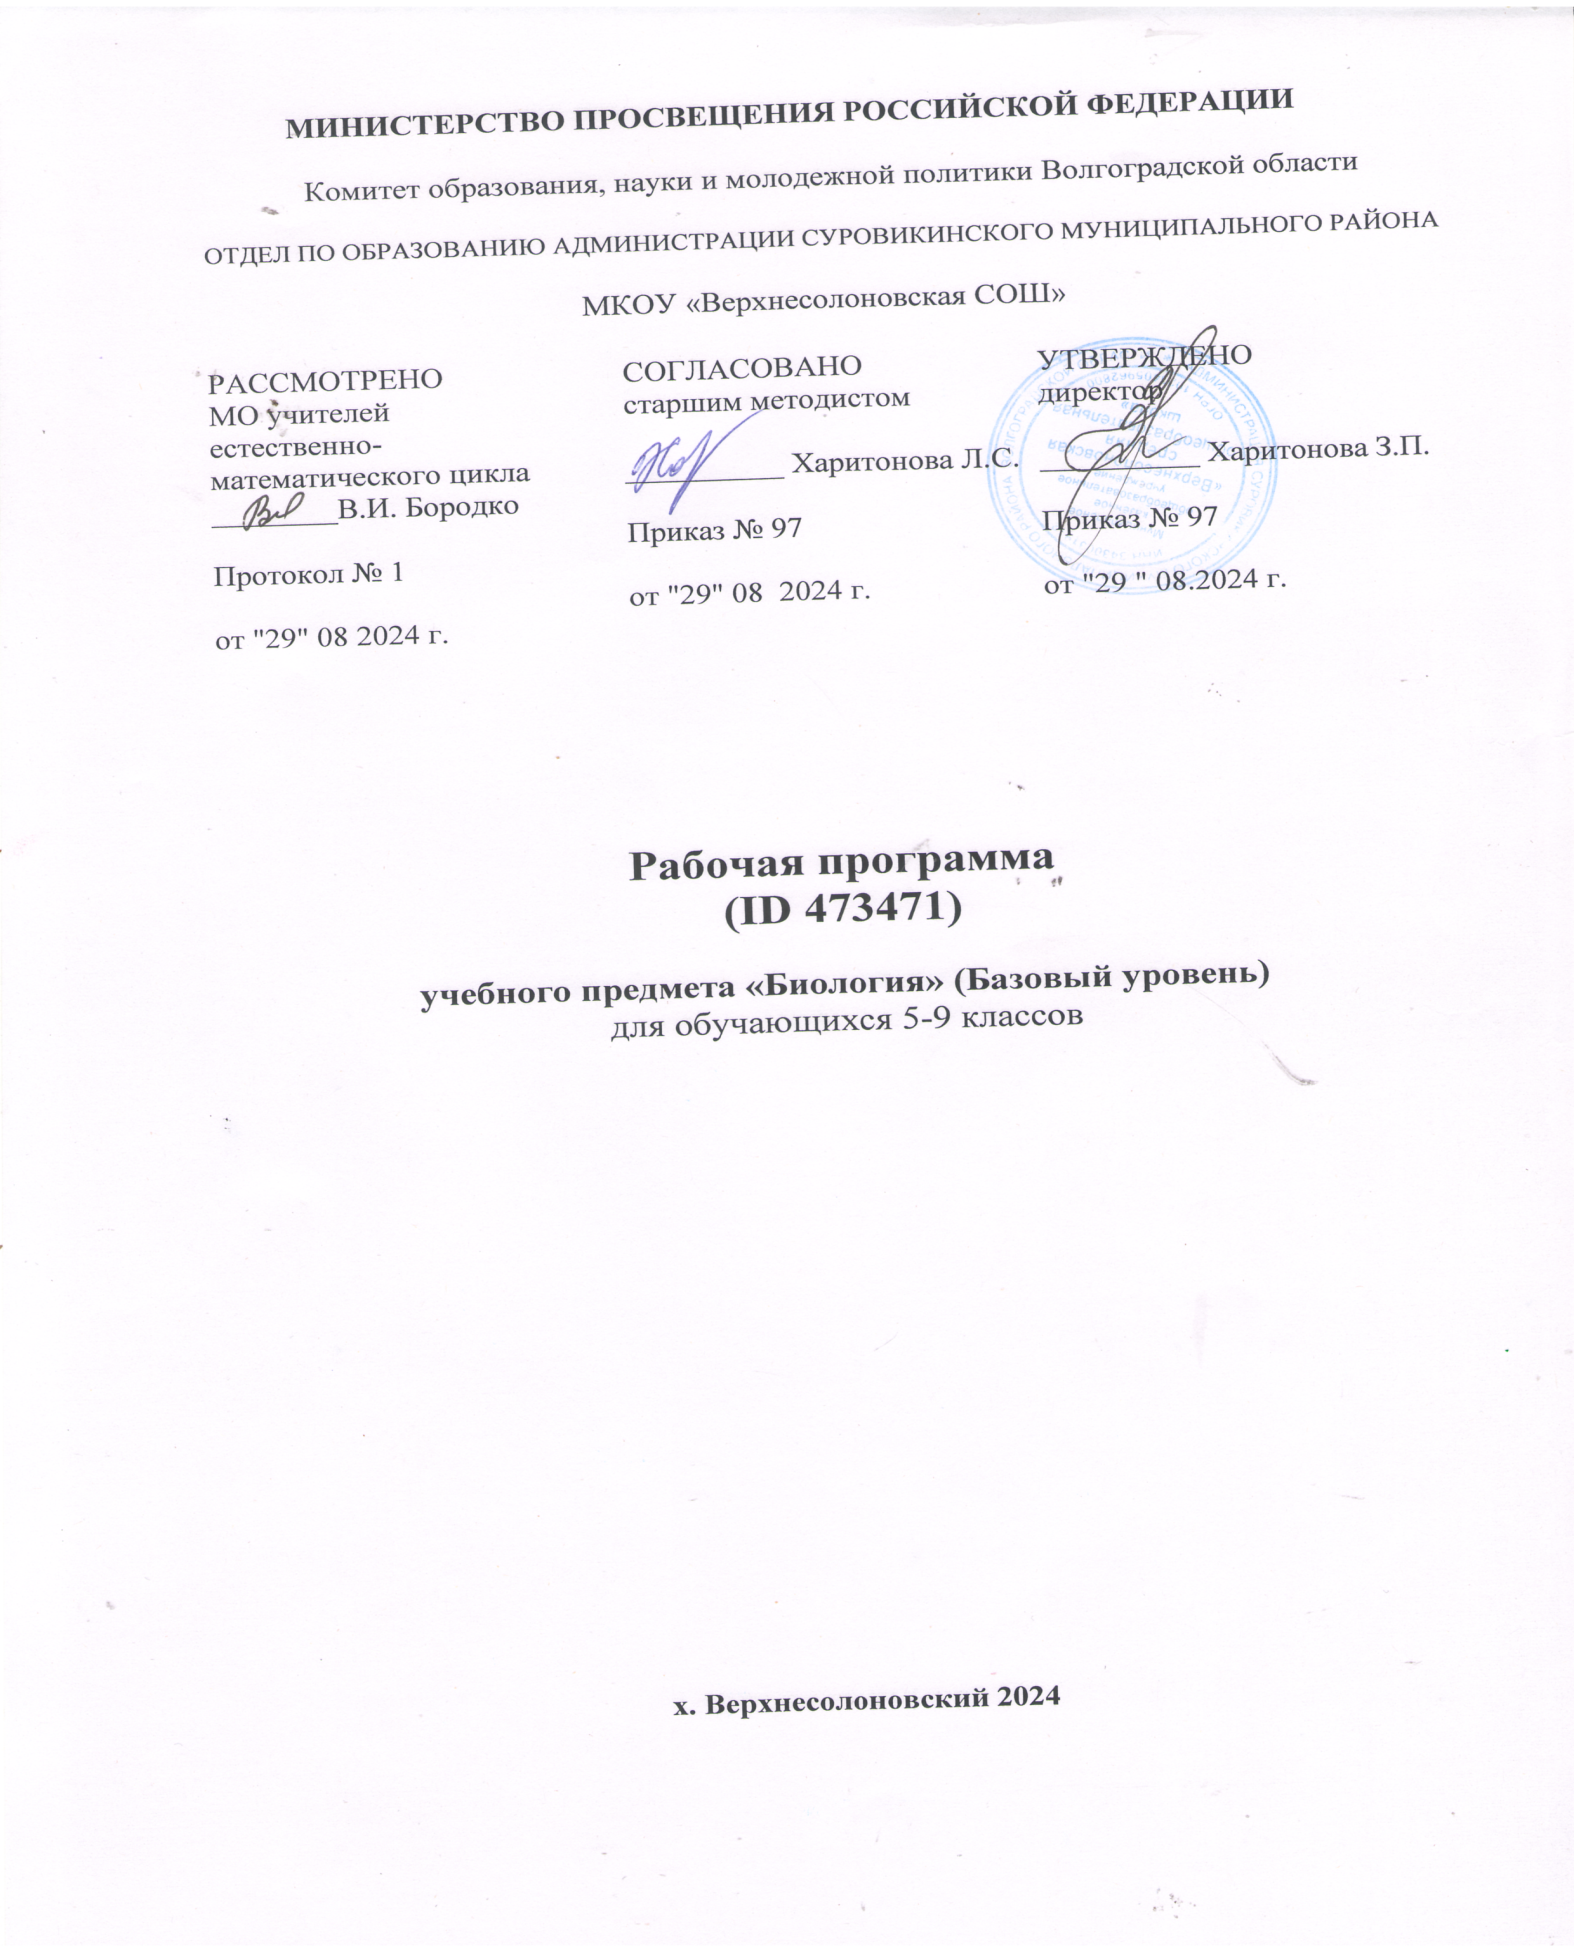 МИНИСТЕРСТВО ПРОСВЕЩЕНИЯ РОССИЙСКОЙ ФЕДЕРАЦИИ
Комитет образования, науки и молодежной политики Волгоградской области
ОТДЕЛ ПО ОБРАЗОВАНИЮ АДМИНИСТРАЦИИ СУРОВИКИНСКОГО МУНИЦИПАЛЬНОГО РАЙОНА
МКОУ «Верхнесолоновская СОШ»
РАССМОТРЕНО
МО учителей
естественно-
математического цикла
_________В.И. Бородко
Протокол № 1
от "29" 08 2024 г.
СОГЛАСОВАНО
старшим методистом
___________ Харитонова Л.С.
Приказ № 97
от "29" 08  2024 г.
УТВЕРЖДЕНО
директор
___________ Харитонова З.П.
Приказ № 97
от "29 " 08.2024 г.
Рабочая программа
(ID 473471)
учебного предмета «Биология» (Базовый уровень)
для обучающихся 5-9 классов
х. Верхнесолоновский 2024